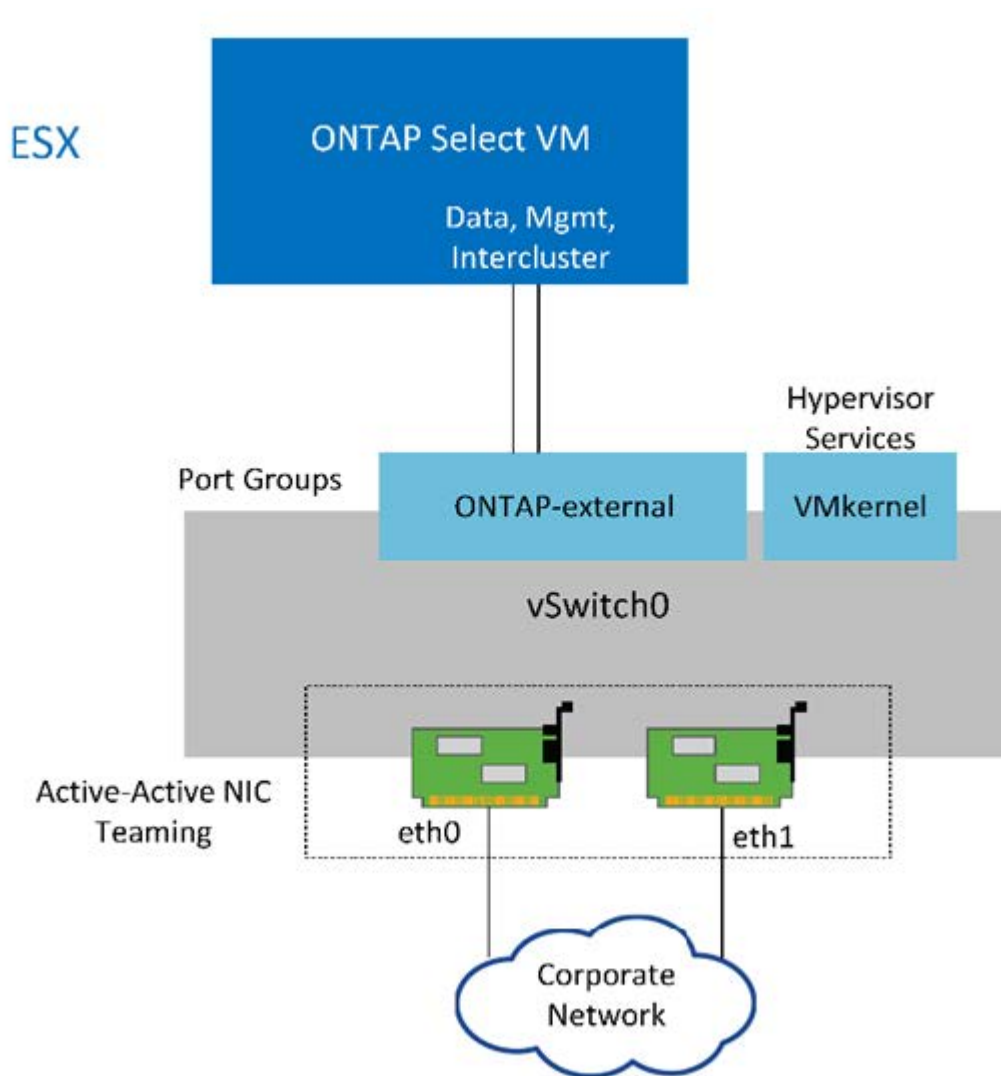 ESX
ONTAP Select VM
Data, Mgmt,
Intercluster
Hypervisor
Services
Port Groups
ONTAP-external
VMkernel
vSwitch0
Active-Active NIC
Teaming
eth0
eth1
Corporate
Network